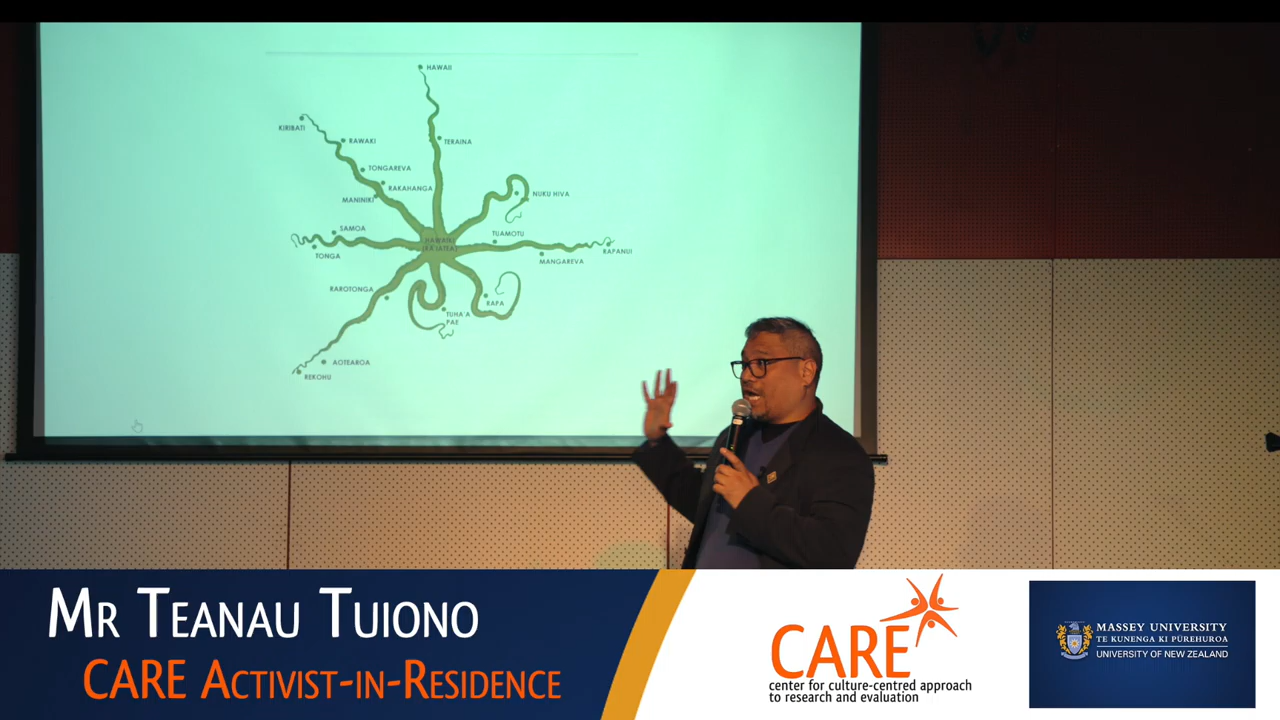 HAWAII
KIRIBATI
RAWAKI
TERAINA
TONGAREVA
RAKAHANGA
MANINIKI
NUKU HIVA
SAMOA
TUAMOTU
HAWAIKI
(RA'IATEA)
TONGA
RAPANUI
MANGAREVA
RAROTONGA
RAPA
TUHA'A
PAE
AOTEAROA
REKOHU
MR TEANAU TUIONO
CARE ACTIVIST-IN-RESIDENCE
CARE
center for culture-centred approach
to research and evaluation
MASSEY UNIVERSITY
TE KUNENGA KI PŪREHUROA
UNIVERSITY OF NEW ZEALAND